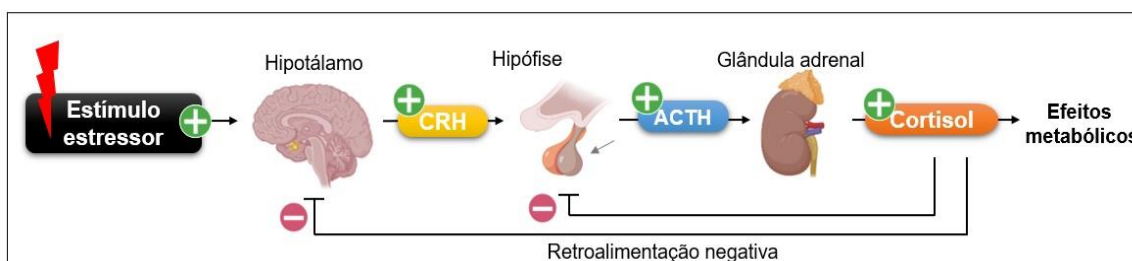 Hipotálamo
Hipófise
Glândula adrenal
Estímulo
estressor
CRH
ACTH
Cortisol
Efeitos
metabólicos
Retroalimentação negativa